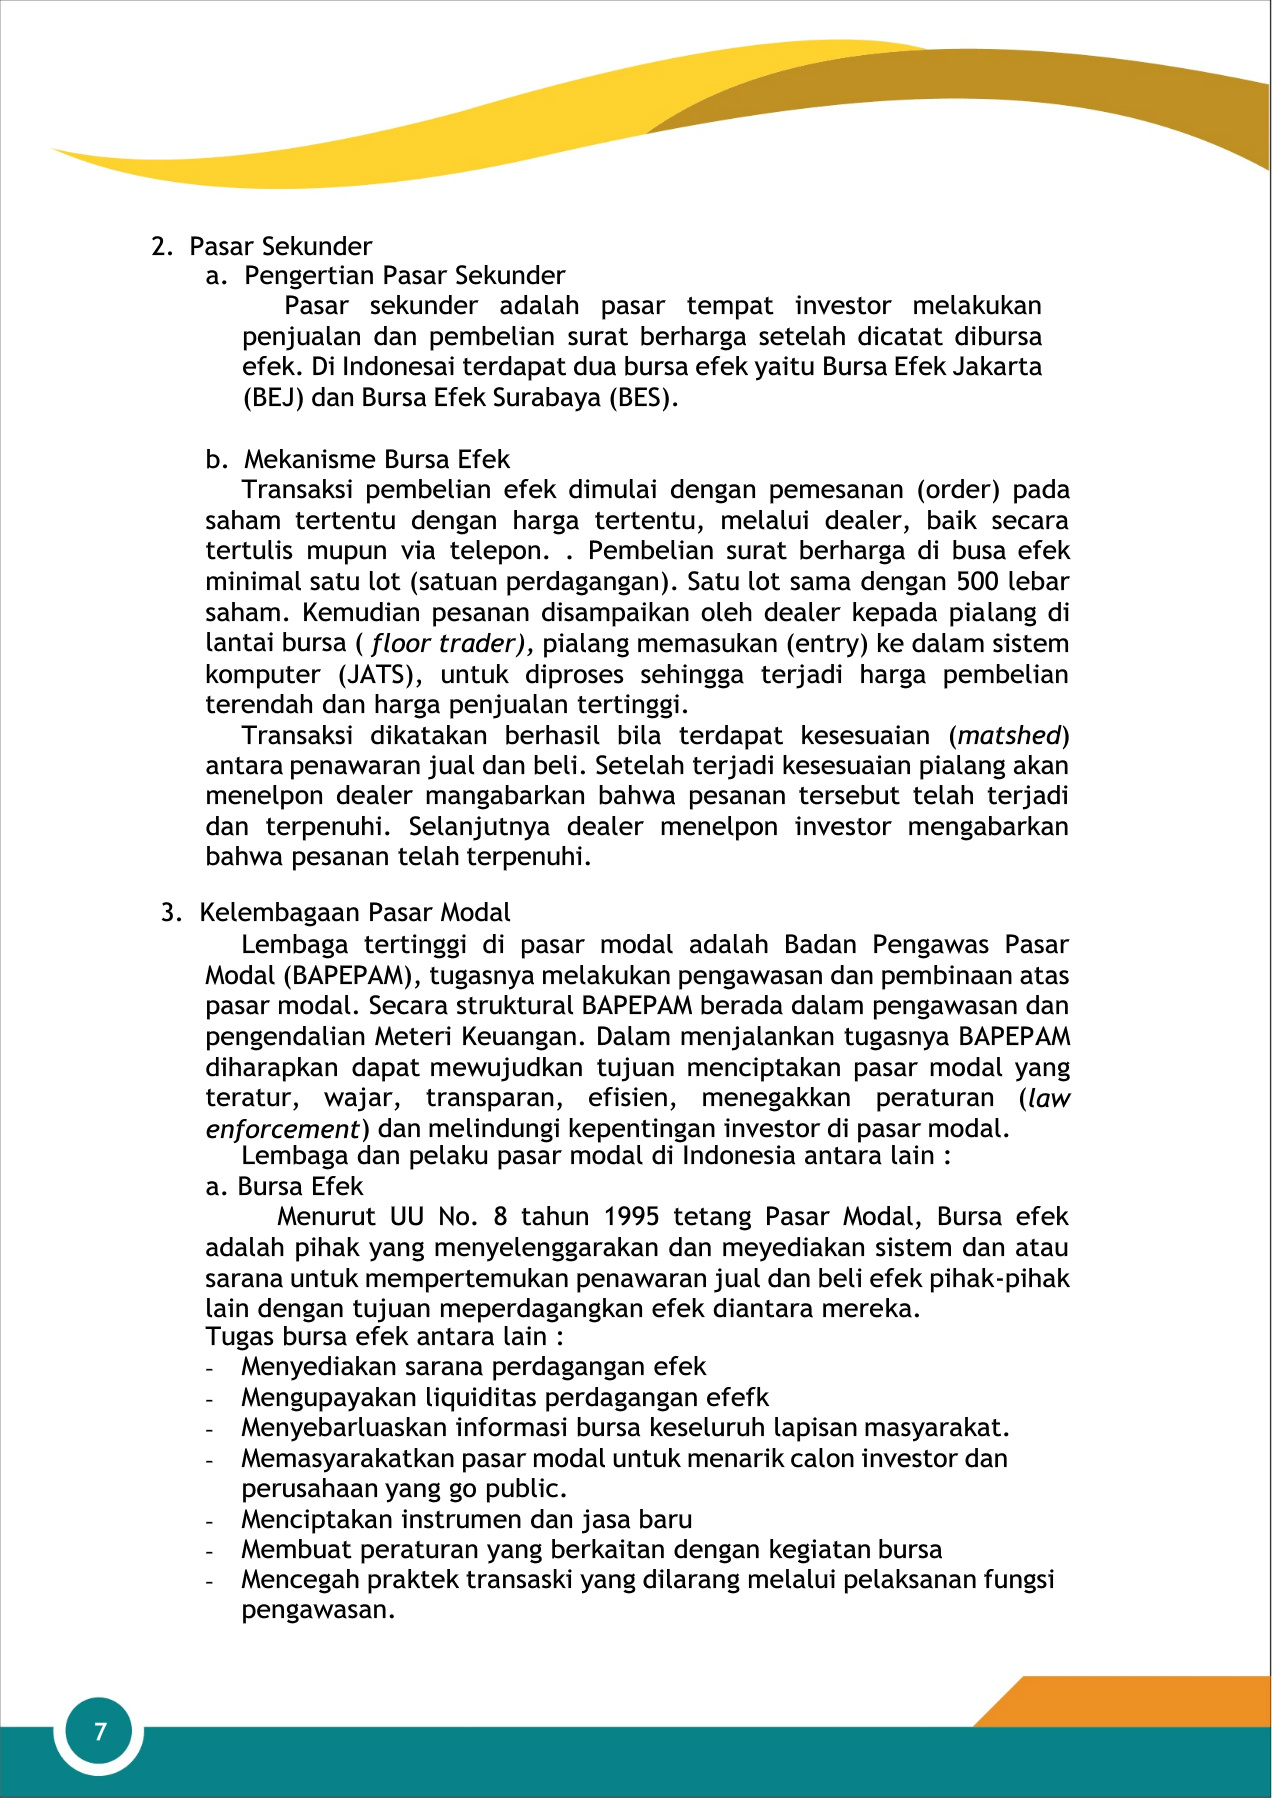 2. Pasar Sekunder
a. Pengertian Pasar Sekunder
Pasar sekunder adalah pasar tempat investor melakukan
penjualan dan pembelian surat berharga setelah dicatat dibursa
efek. Di Indonesai terdapat dua bursa efek yaitu Bursa Efek Jakarta
(BEJ) dan Bursa Efek Surabaya (BES).
b. Mekanisme Bursa Efek
Transaksi pembelian efek dimulai dengan pemesanan (order) pada
saham tertentu dengan harga tertentu, melalui dealer, baik secara
tertulis mupun via telepon. . Pembelian surat berharga di busa efek
minimal satu lot (satuan perdagangan). Satu lot sama dengan 500 lebar
saham. Kemudian pesanan disampaikan oleh dealer kepada pialang di
lantai bursa ( floor trader), pialang memasukan (entry) ke dalam sistem
komputer (JATS), untuk diproses sehingga terjadi harga pembelian
terendah dan harga penjualan tertinggi.
Transaksi dikatakan berhasil bila terdapat kesesuaian (matshed)
antara penawaran jual dan beli. Setelah terjadi kesesuaian pialang akan
menelpon dealer mangabarkan bahwa pesanan tersebut telah terjadi
dan terpenuhi. Selanjutnya dealer menelpon investor mengabarkan
bahwa pesanan telah terpenuhi.
3. Kelembagaan Pasar Modal
Lembaga tertinggi di pasar modal adalah Badan Pengawas Pasar
Modal (BAPEPAM), tugasnya melakukan pengawasan dan pembinaan atas
pasar modal. Secara struktural BAPEPAM berada dalam pengawasan dan
pengendalian Meteri Keuangan. Dalam menjalankan tugasnya BAPEPAM
diharapkan dapat mewujudkan tujuan menciptakan pasar modal yang
teratur, wajar, transparan, efisien, menegakkan peraturan (law
enforcement) dan melindungi kepentingan investor di pasar modal.
Lembaga dan pelaku pasar modal di Indonesia antara lain :
a. Bursa Efek
Menurut UU No. 8 tahun 1995 tetang Pasar Modal, Bursa efek
adalah pihak yang menyelenggarakan dan meyediakan sistem dan atau
sarana untuk mempertemukan penawaran jual dan beli efek pihak-pihak
lain dengan tujuan meperdagangkan efek diantara mereka.
Tugas bursa efek antara lain :
- Menyediakan sarana perdagangan efek
- Mengupayakan liquiditas perdagangan efefk
- Menyebarluaskan informasi bursa keseluruh lapisan masyarakat.
- Memasyarakatkan pasar modal untuk menarik calon investor dan
perusahaan yang go public.
- Menciptakan instrumen dan jasa baru
- Membuat peraturan yang berkaitan dengan kegiatan bursa
- Mencegah praktek transaski yang dilarang melalui pelaksanan fungsi
pengawasan.
7